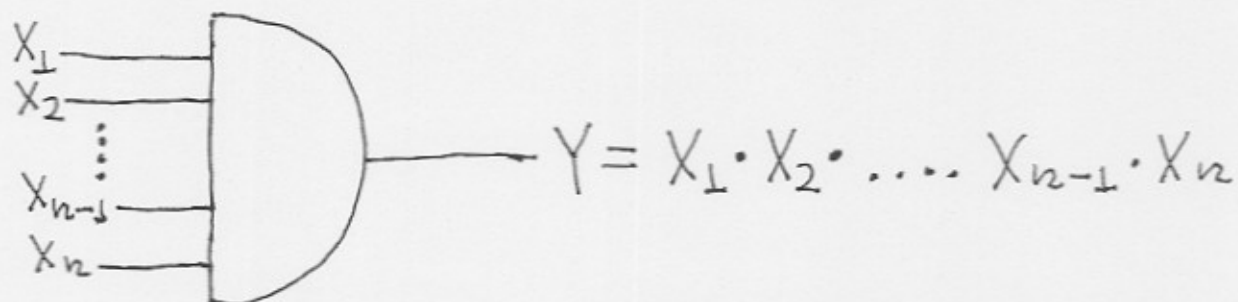 X₁
X₂
Xₙ₋₁
Xₙ
Y = X₁ · X₂ · ..... Xₙ₋₁ · Xₙ